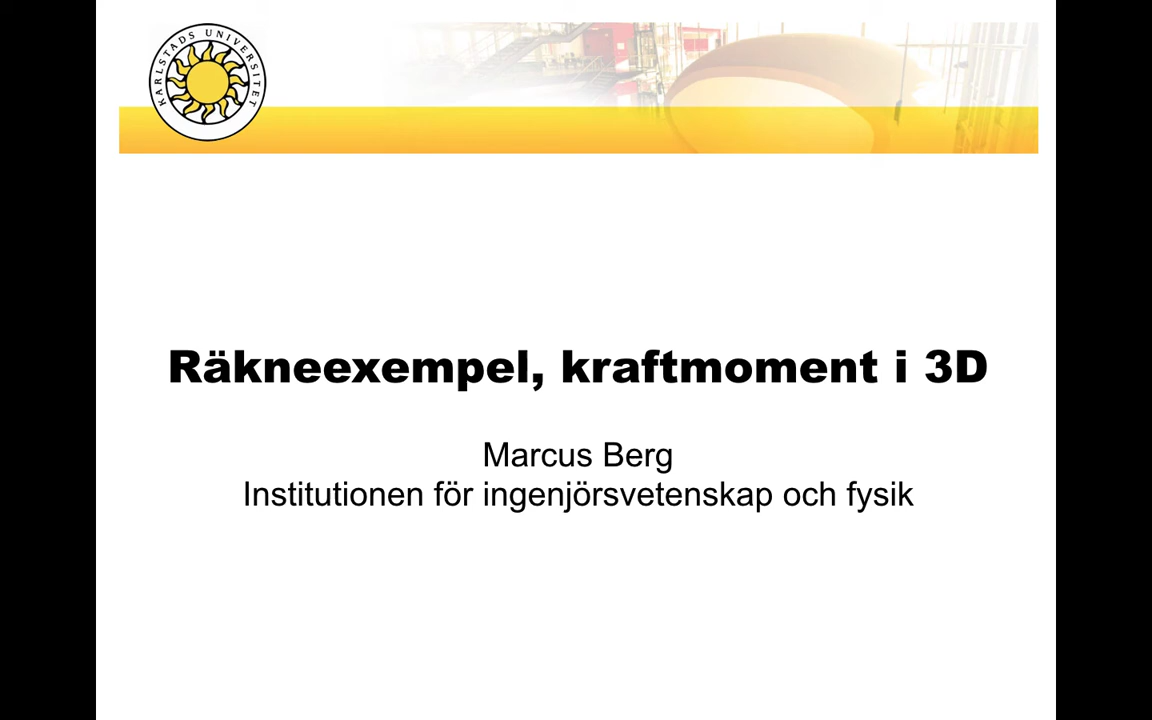 KARLSTADS UNIVERSITET
Räkneexempel, kraftmoment i 3D
Marcus Berg
Institutionen för ingenjörsvetenskap och fysik